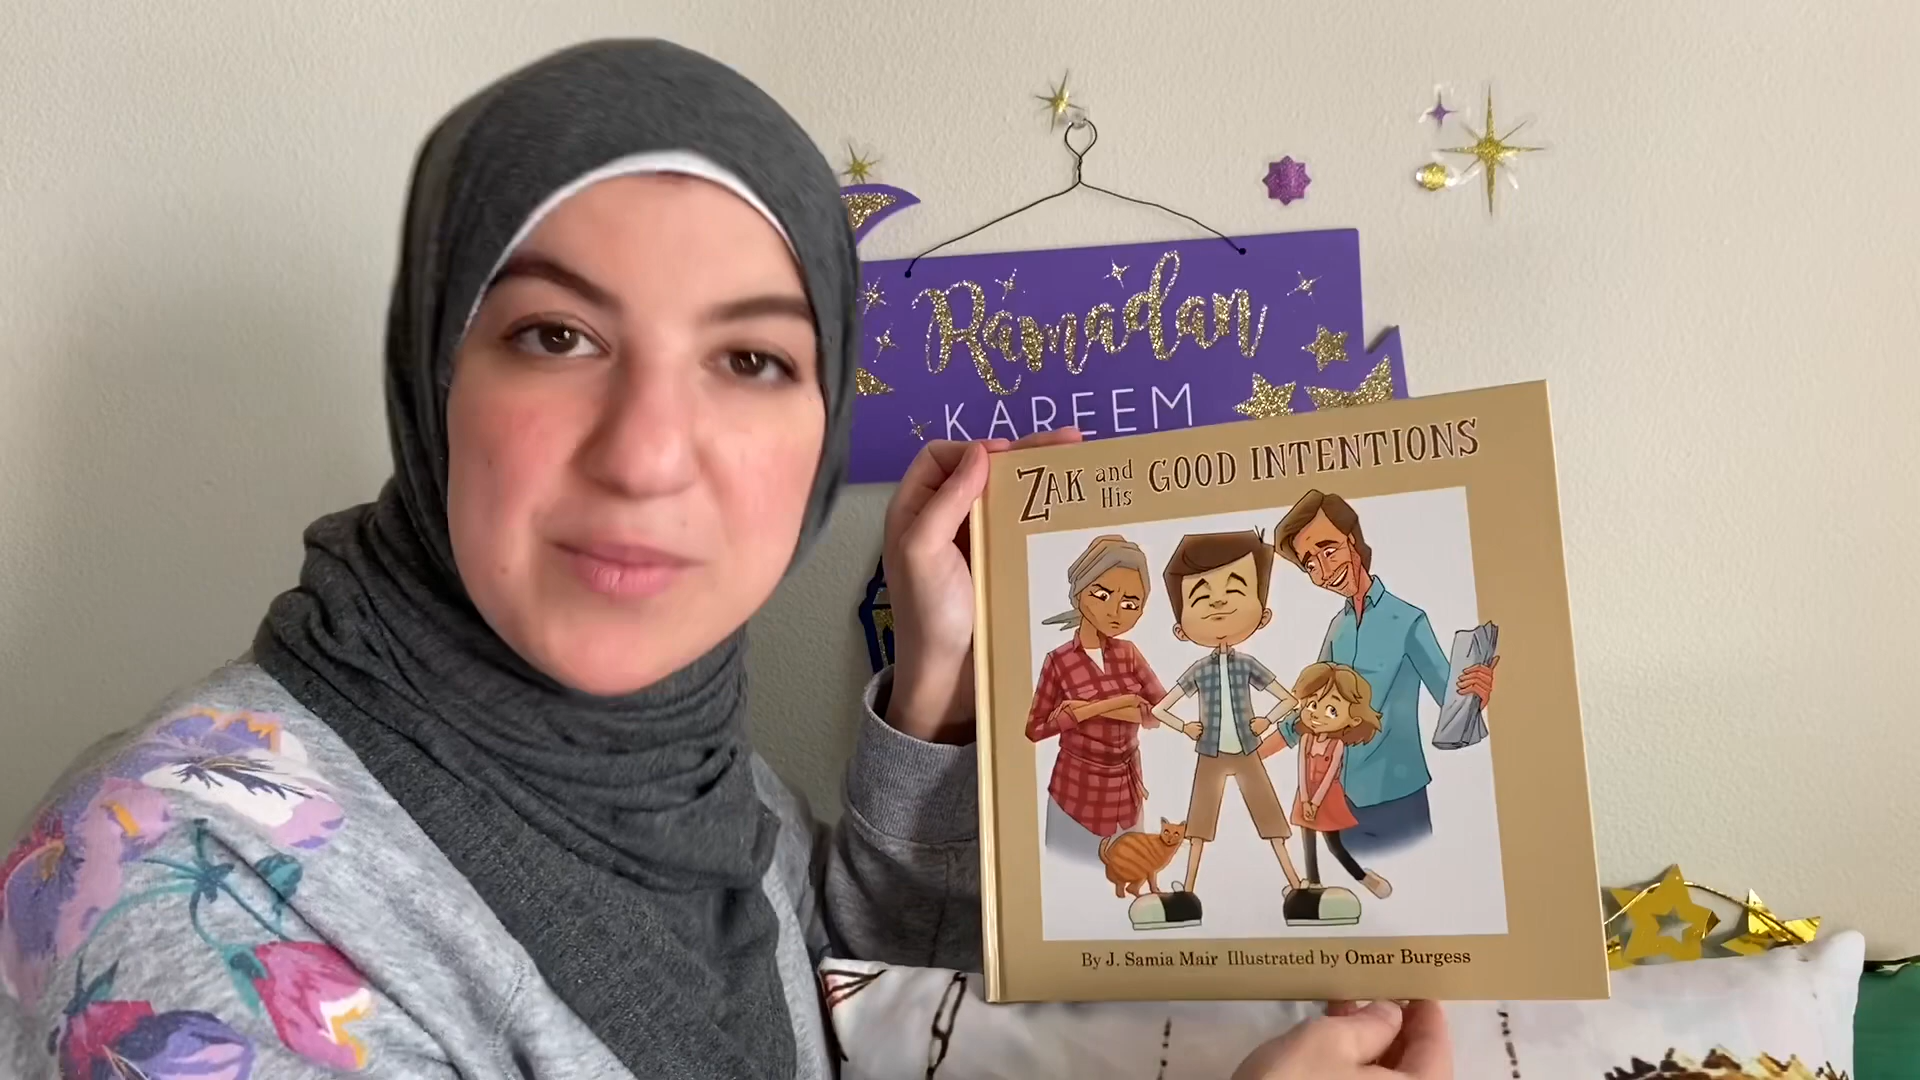 Ramadan
KAREEM
ZAK and His GOOD INTENTIONS
By J. Samia Mair Illustrated by Omar Burgess